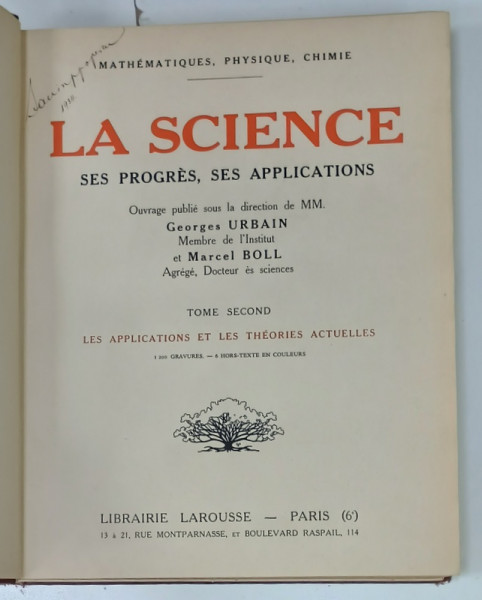 MATHÉMATIQUES, PHYSIQUE, CHIMIE
LA SCIENCE
SES PROGRÈS, SES APPLICATIONS
Ouvrage publié sous la direction de MM.
Georges URBAIN
Membre de l'Institut
et Marcel BOLL
Agrégé, Docteur ès sciences
TOME SECOND
LES APPLICATIONS ET LES THÉORIES ACTUELLES
GRAVURES. — 6 HORS-TEXTE EN COULEURS
LIBRAIRIE LAROUSSE — PARIS (6e)
13 à 21, RUE MONTPARNASSE, ET BOULEVARD RASPAIL, 114